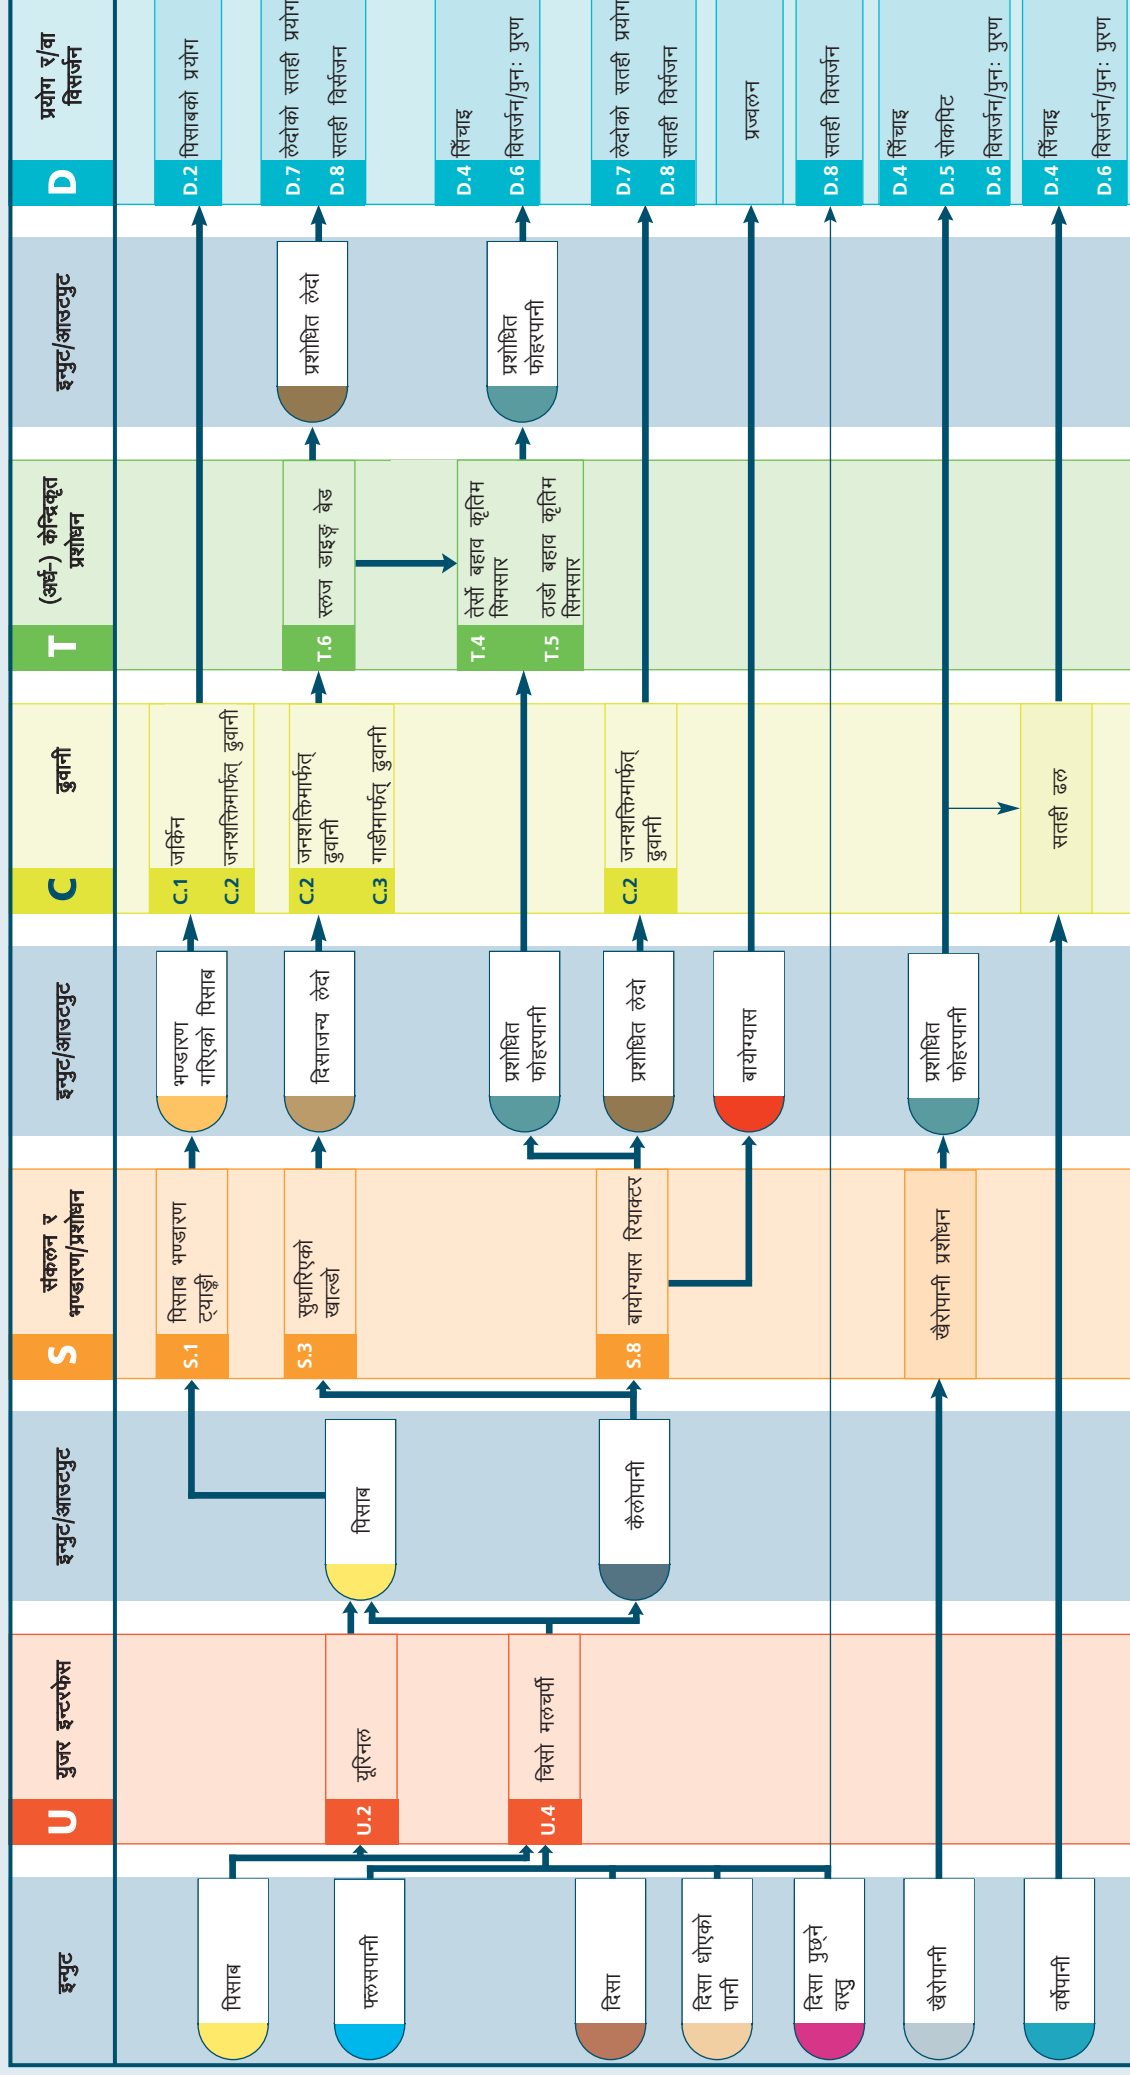 इन्पुट
U
युजर इन्टरफेस
इन्पुट/आउटपुट
S
संकलन र
भण्डारण/प्रशोधन
इन्पुट/आउटपुट
C
ढुवानी
T
(अर्ध-) केन्द्रिकृत
प्रशोधन
इन्पुट/आउटपुट
D
प्रयोग र/वा
विसर्जन
पिसाब
फ्लसपानी
दिसा
दिसा धोएको
पानी
दिसा पुछ्ने
वस्तु
खैरोपानी
वर्षेपानी
U.2
यूरिनल
U.4
चिसो मलचर्पी
पिसाब
कैलोपानी
S.1
पिसाब भण्डारण
ट्याङ्की
S.3
सुधारिएको
खाल्डो
S.8
बायोग्यास रियाक्टर
खैरोपानी प्रशोधन
भण्डारण
गरिएको पिसाब
दिसाजन्य लेदो
प्रशोधित
फोहरपानी
प्रशोधित लेदो
बायोग्यास
प्रशोधित
फोहरपानी
C.1
जर्किन
C.2
जनशक्तिमार्फत् ढुवानी
C.2
जनशक्तिमार्फत्
ढुवानी
C.3
गाडीमार्फत् ढुवानी
C.2
जनशक्तिमार्फत्
ढुवानी
सतही ढल
T.6
स्लज डाइङ्ग बेड
T.4
तेर्सो बहाव कृतिम
सिमसार
T.5
ठाडो बहाव कृतिम
सिमसार
प्रशोधित लेदो
प्रशोधित
फोहरपानी
D.2 पिसाबको प्रयोग
D.7 लेदोको सतही प्रयोग
D.8 सतही विर्सजन
D.4 सिँचाइ
D.6 विसर्जन/पुनः पुरण
D.7 लेदोको सतही प्रयोग
D.8 सतही विर्सजन
प्रज्वलन
D.8 सतही विसर्जन
D.4 सिँचाइ
D.5 सोकपिट
D.6 विसर्जन/पुनः पुरण
D.4 सिँचाइ
D.6 विसर्जन/पुनः पुरण